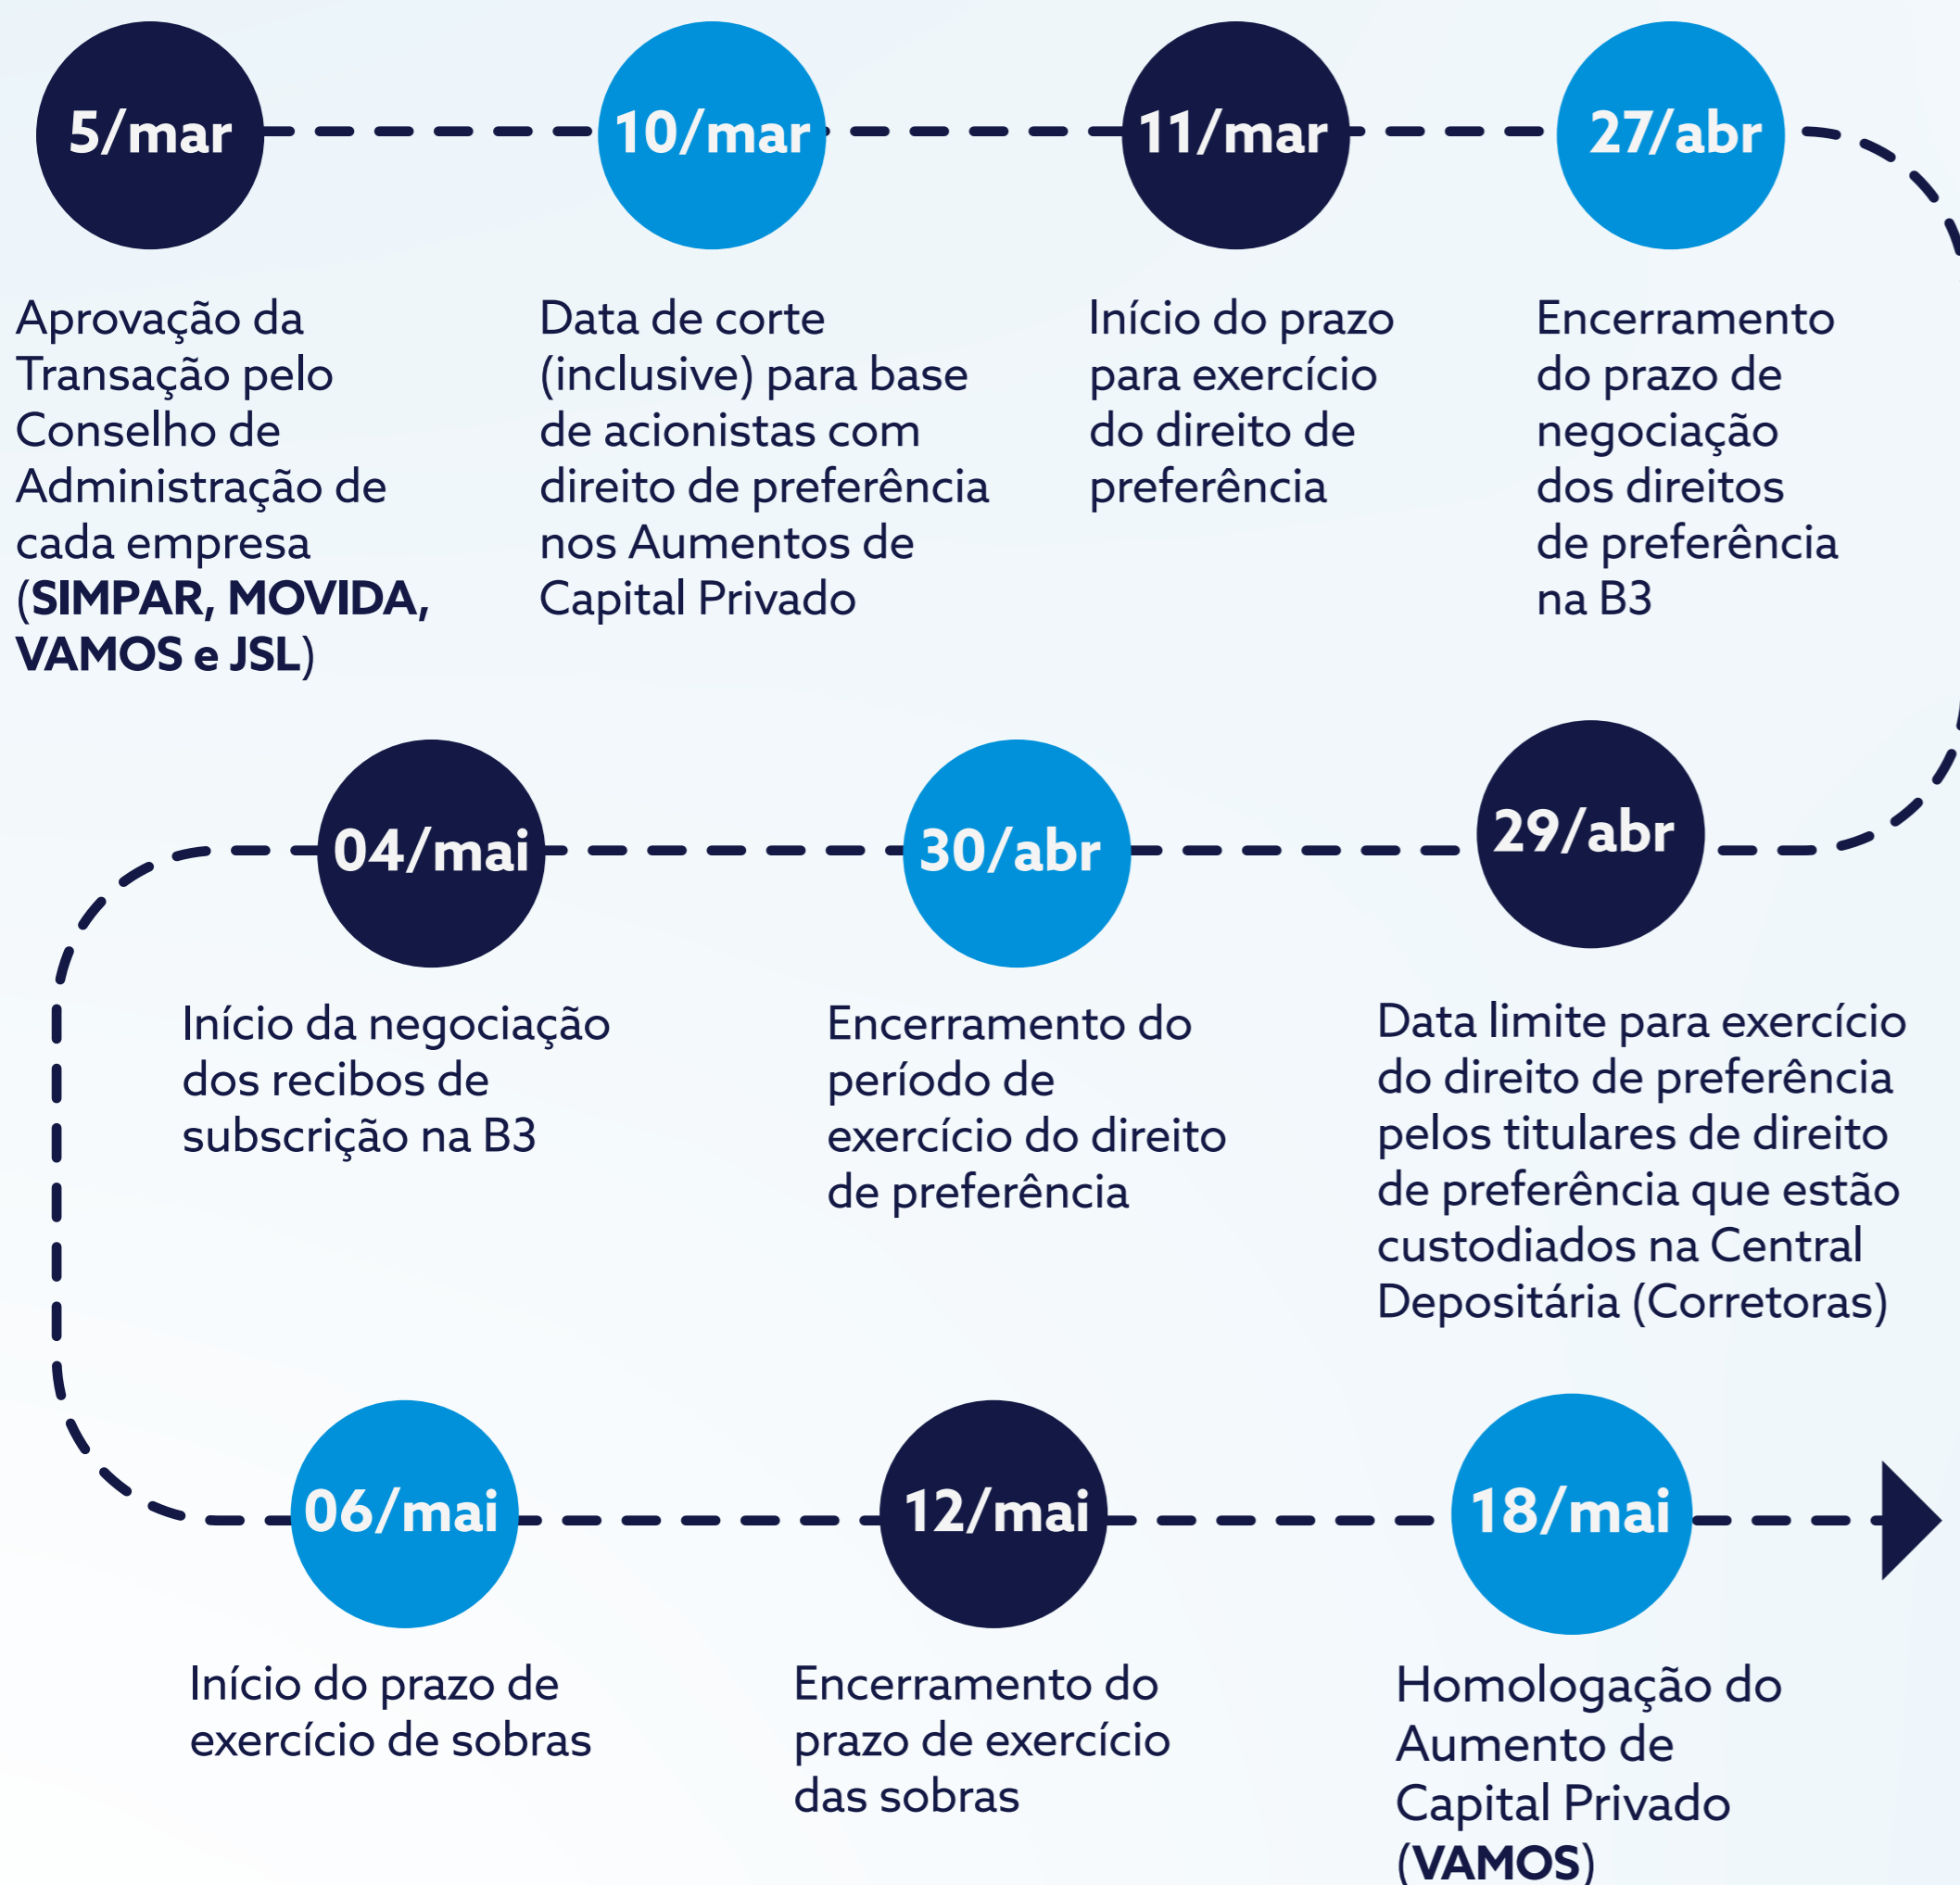 5/mar
Aprovação da
Transação pelo
Conselho de
Administração de
cada empresa
(SIMPAR, MOVIDA,
VAMOS e JSL)
10/mar
Data de corte
(inclusive) para base
de acionistas com
direito de preferência
nos Aumentos de
Capital Privado
11/mar
Início do prazo
para exercício
do direito de
preferência
27/abr
Encerramento
do prazo de
negociação
dos direitos
de preferência
na B3
29/abr
Data limite para exercício
do direito de preferência
pelos titulares de direito
de preferência que estão
custodiados na Central
Depositária (Corretoras)
30/abr
Encerramento do
período de
exercício do direito
de preferência
04/mai
Início da negociação
dos recibos de
subscrição na B3
06/mai
Início do prazo de
exercício de sobras
12/mai
Encerramento do
prazo de exercício
das sobras
18/mai
Homologação do
Aumento de
Capital Privado
(VAMOS)